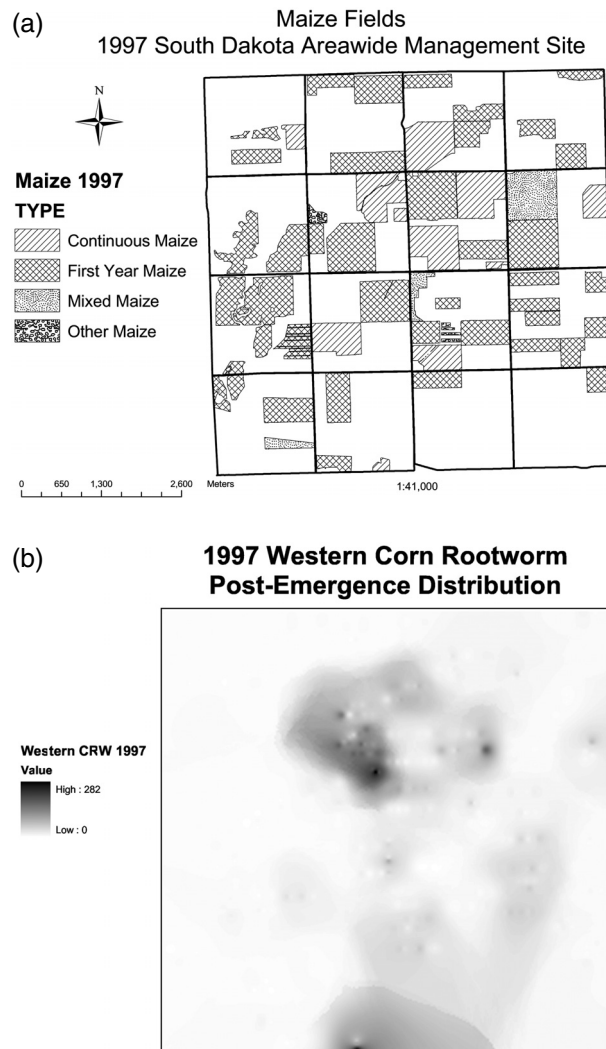 (a)
Maize Fields
1997 South Dakota Areawide Management Site
N
Maize 1997
TYPE
Continuous Maize
First Year Maize
Mixed Maize
Other Maize
0 650 1,300 2,600
Meters
1:41,000
(b)
1997 Western Corn Rootworm
Post-Emergence Distribution
Western CRW 1997
Value
High : 282
Low : 0